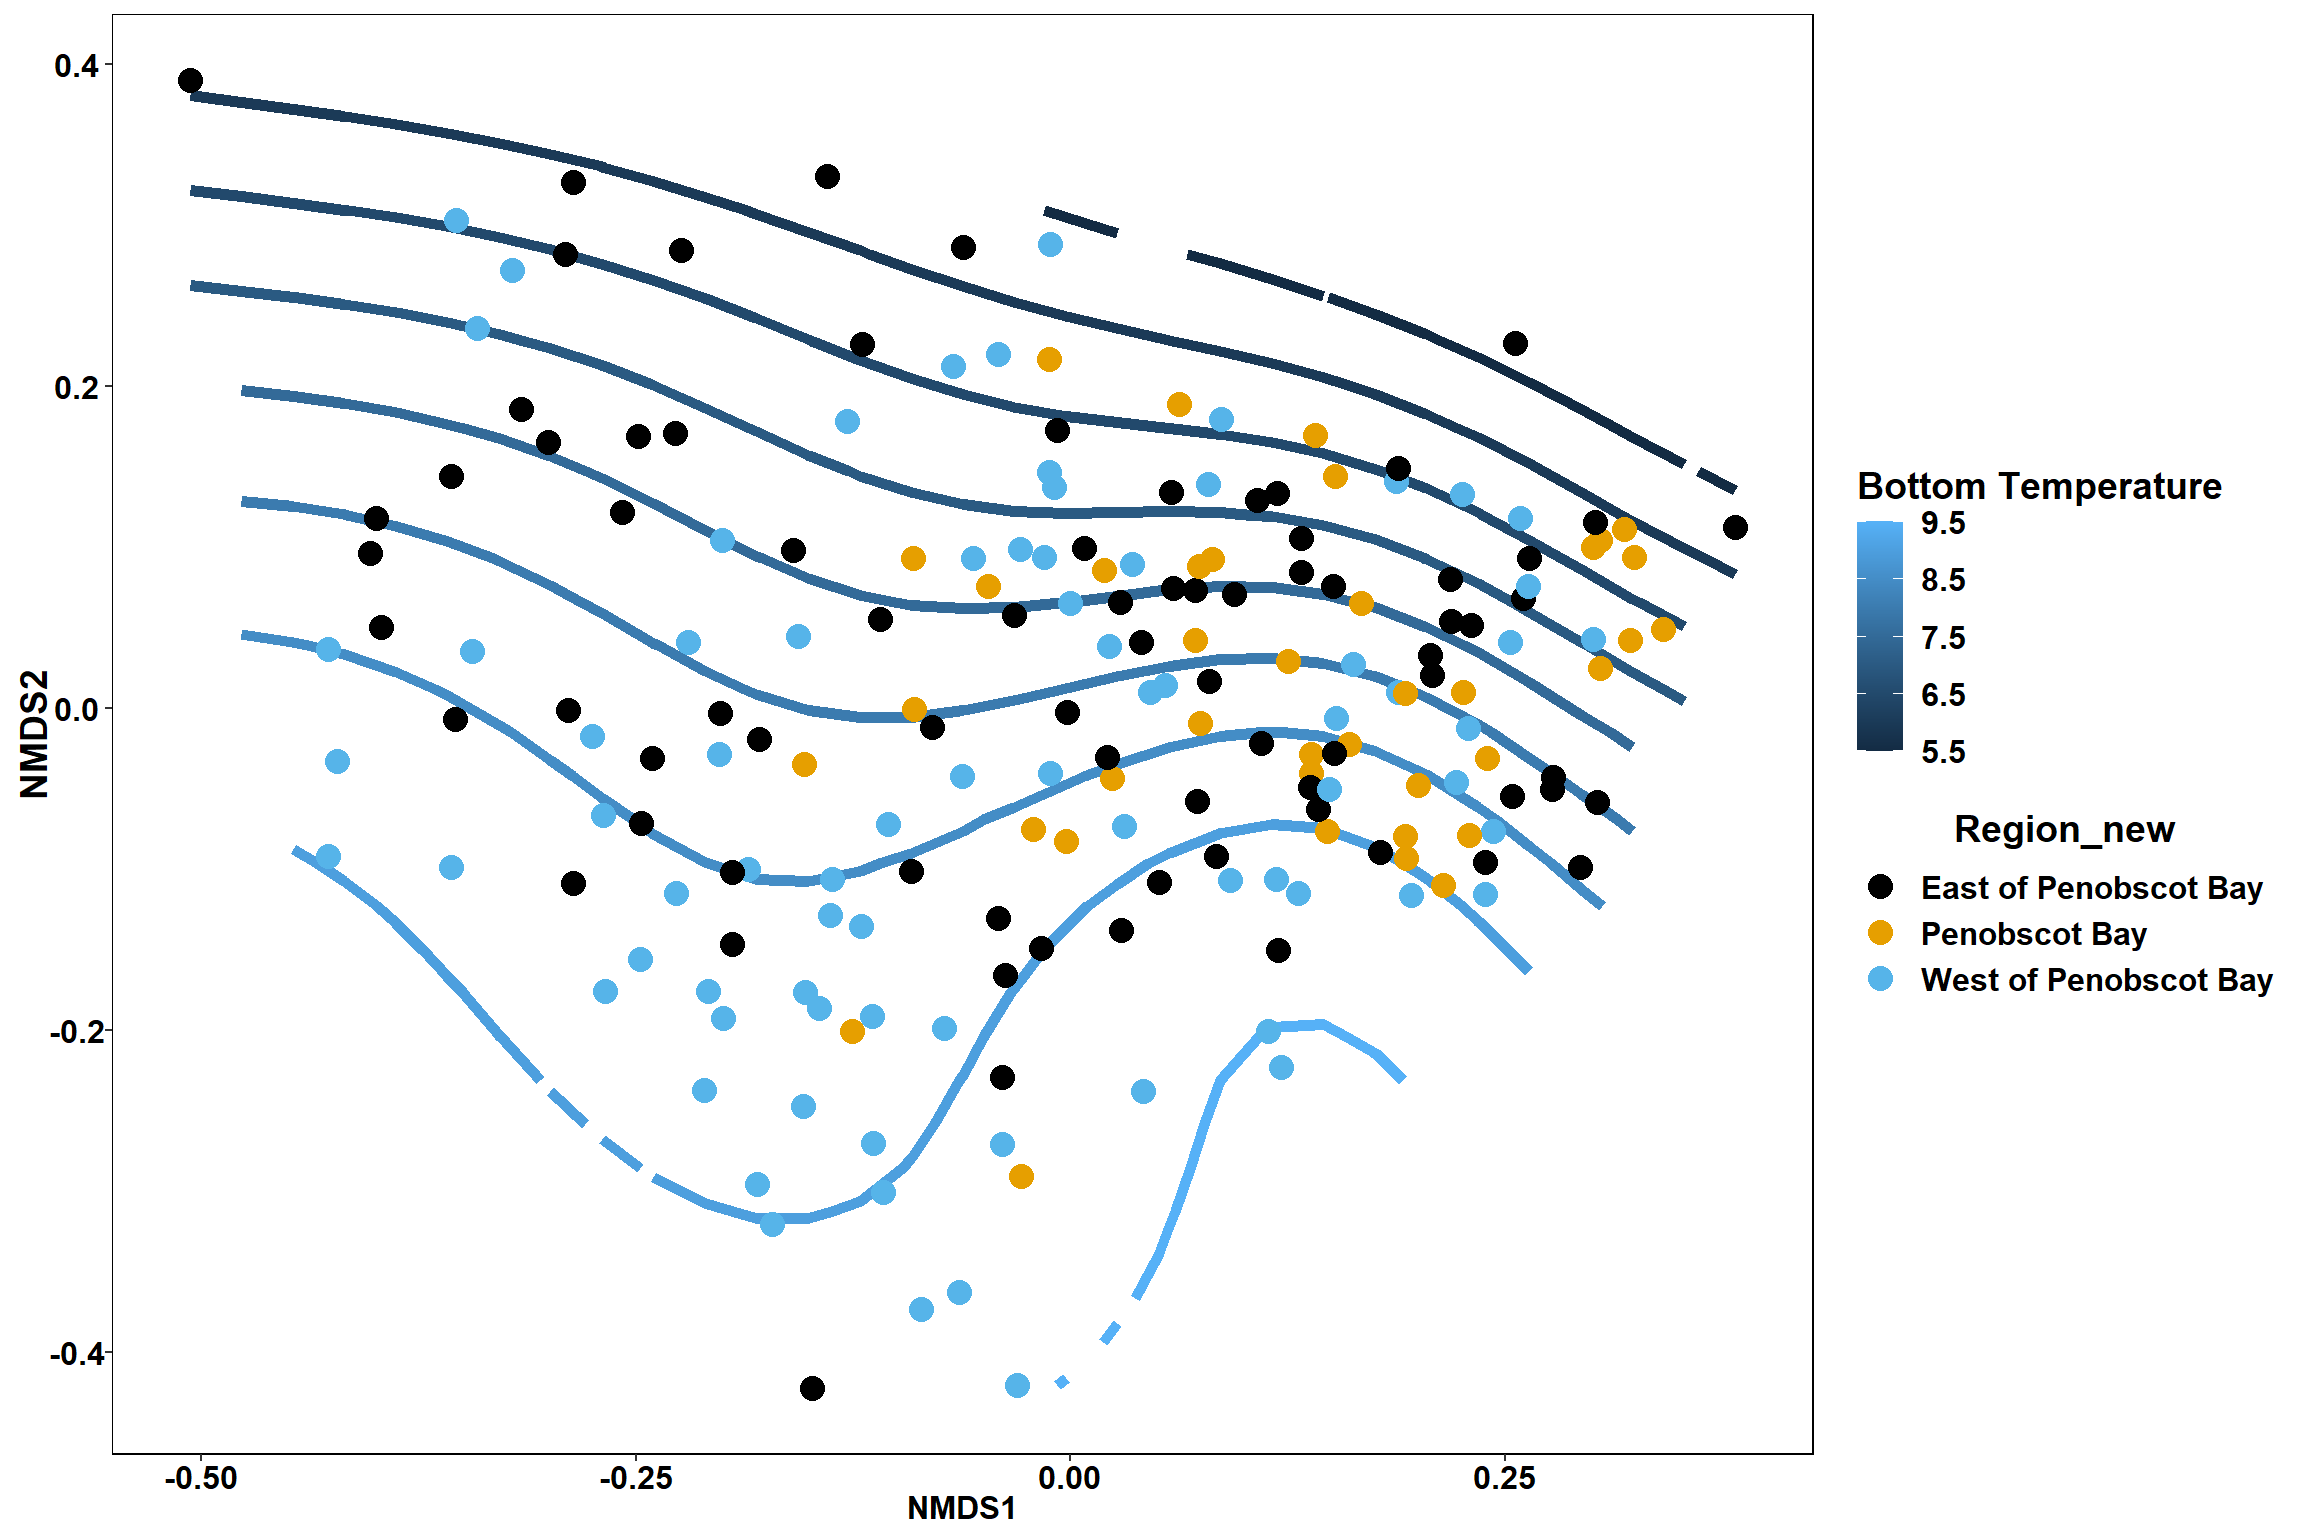 0.4
0.2
0.0
-0.2
-0.4
NMDS2
-0.50
-0.25
0.00
0.25
NMDS1
Bottom Temperature
9.5
8.5
7.5
6.5
5.5
Region_new
East of Penobscot Bay
Penobscot Bay
West of Penobscot Bay